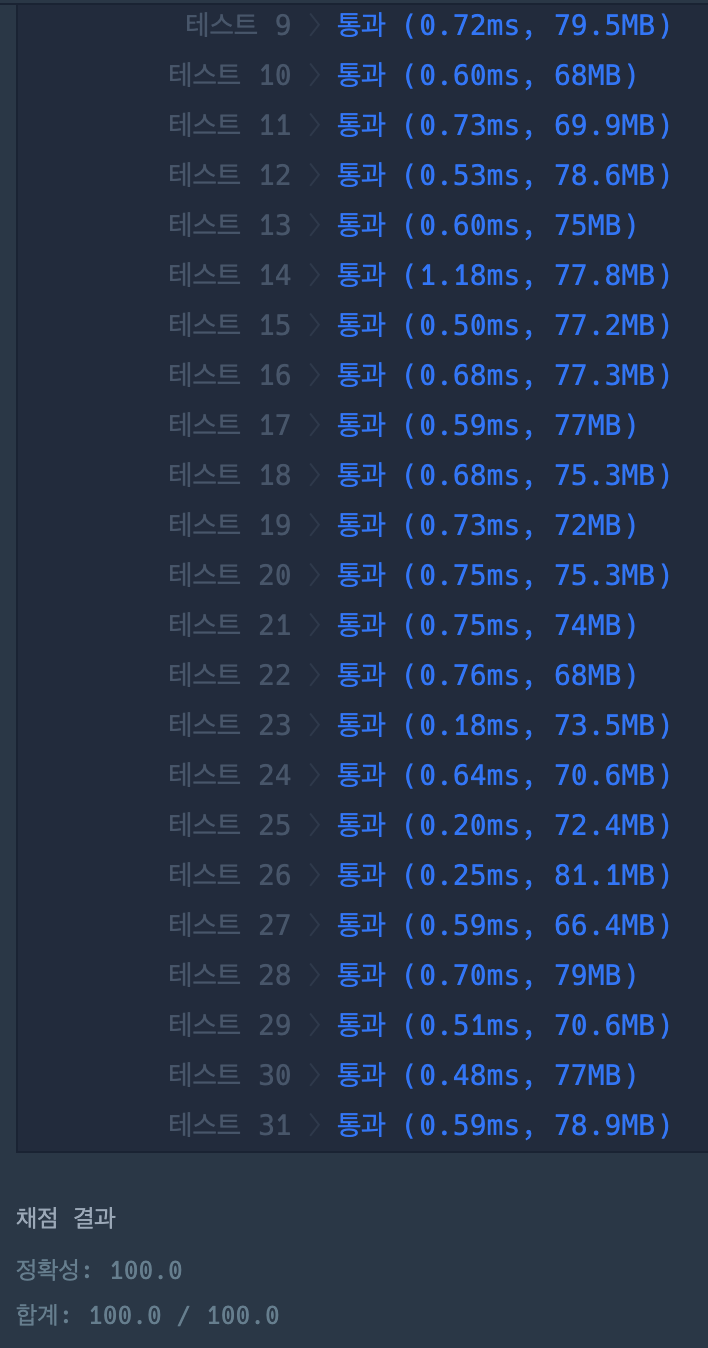 테스트 9 〉 통과 (0.72ms, 79.5MB)
테스트 10 〉 통과 (0.60ms, 68MB)
테스트 11 〉 통과 (0.73ms, 69.9MB)
테스트 12 〉 통과 (0.53ms, 78.6MB)
테스트 13 〉 통과 (0.60ms, 75MB)
테스트 14 〉 통과 (1.18ms, 77.8MB)
테스트 15 〉 통과 (0.50ms, 77.2MB)
테스트 16 〉 통과 (0.68ms, 77.3MB)
테스트 17 〉 통과 (0.59ms, 77MB)
테스트 18 〉 통과 (0.68ms, 75.3MB)
테스트 19 〉 통과 (0.73ms, 72MB)
테스트 20 〉 통과 (0.75ms, 75.3MB)
테스트 21 〉 통과 (0.75ms, 74MB)
테스트 22 〉 통과 (0.76ms, 68MB)
테스트 23 〉 통과 (0.18ms, 73.5MB)
테스트 24 〉 통과 (0.64ms, 70.6MB)
테스트 25 〉 통과 (0.20ms, 72.4MB)
테스트 26 〉 통과 (0.25ms, 81.1MB)
테스트 27 〉 통과 (0.59ms, 66.4MB)
테스트 28 〉 통과 (0.70ms, 79MB)
테스트 29 〉 통과 (0.51ms, 70.6MB)
테스트 30 〉 통과 (0.48ms, 77MB)
테스트 31 〉 통과 (0.59ms, 78.9MB)
채점 결과
정확성: 100.0
합계: 100.0 / 100.0